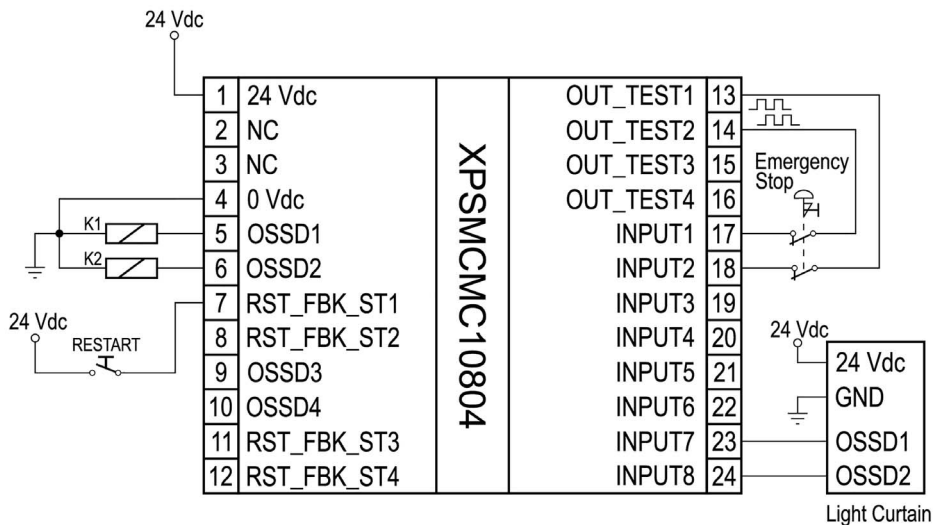 24 Vdc
1 24 Vdc
2 NC
3 NC
4 0 Vdc
K1
5 OSSD1
K2
6 OSSD2
7 RST_FBK_ST1
24 Vdc
RESTART
8 RST_FBK_ST2
9 OSSD3
10 OSSD4
11 RST_FBK_ST3
12 RST_FBK_ST4
XPSMCMC10804
OUT_TEST1 13
OUT_TEST2 14
OUT_TEST3 15
Emergency
Stop
OUT_TEST4 16
INPUT1 17
INPUT2 18
INPUT3 19
INPUT4 20
INPUT5 21
INPUT6 22
INPUT7 23
INPUT8 24
24 Vdc
24 Vdc
GND
OSSD1
OSSD2
Light Curtain